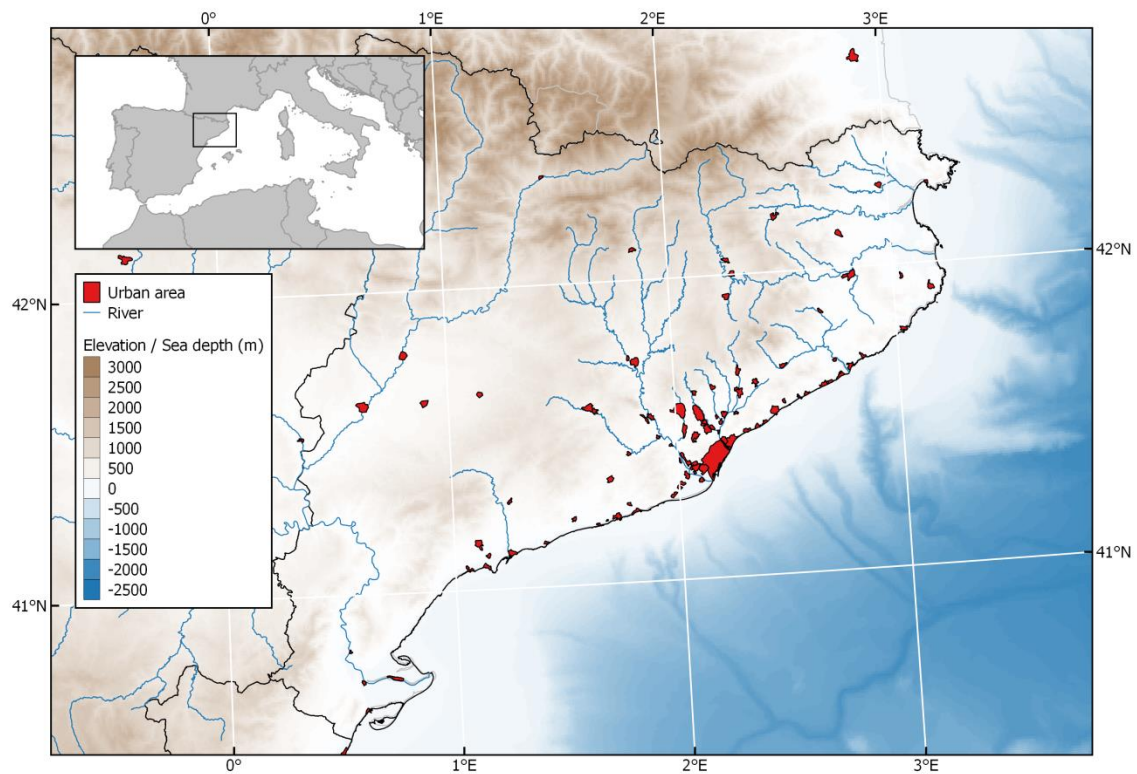 0° 1°E 2°E 3°E
42°N
42°N
Urban area
River
Elevation / Sea depth (m)
3000
2500
2000
1500
1000
500
0
-500
-1000
-1500
-2000
-2500
41°N
41°N
0° 1°E 2°E 3°E